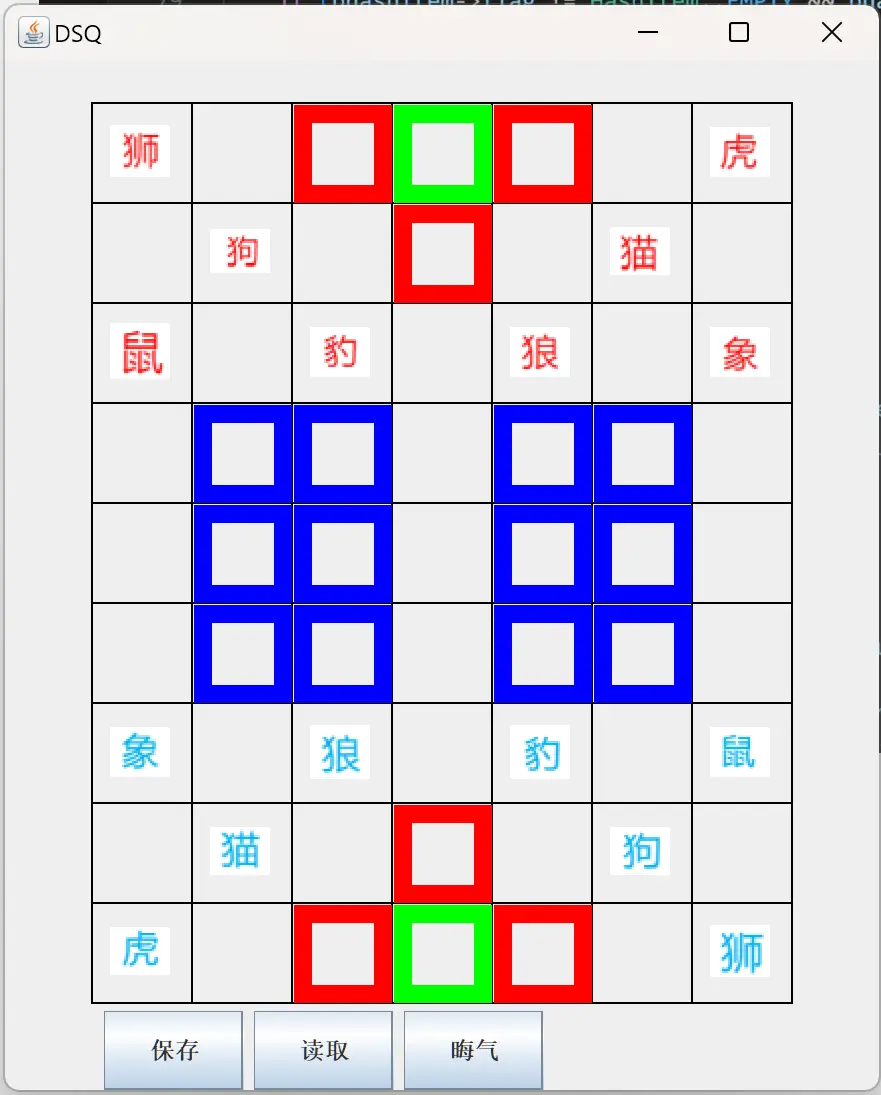 DSQ
狮 虎
狗 猫
鼠 豹 狼 象
象 狼 豹 鼠
猫 狗
虎 狮
保存 读取 晦气